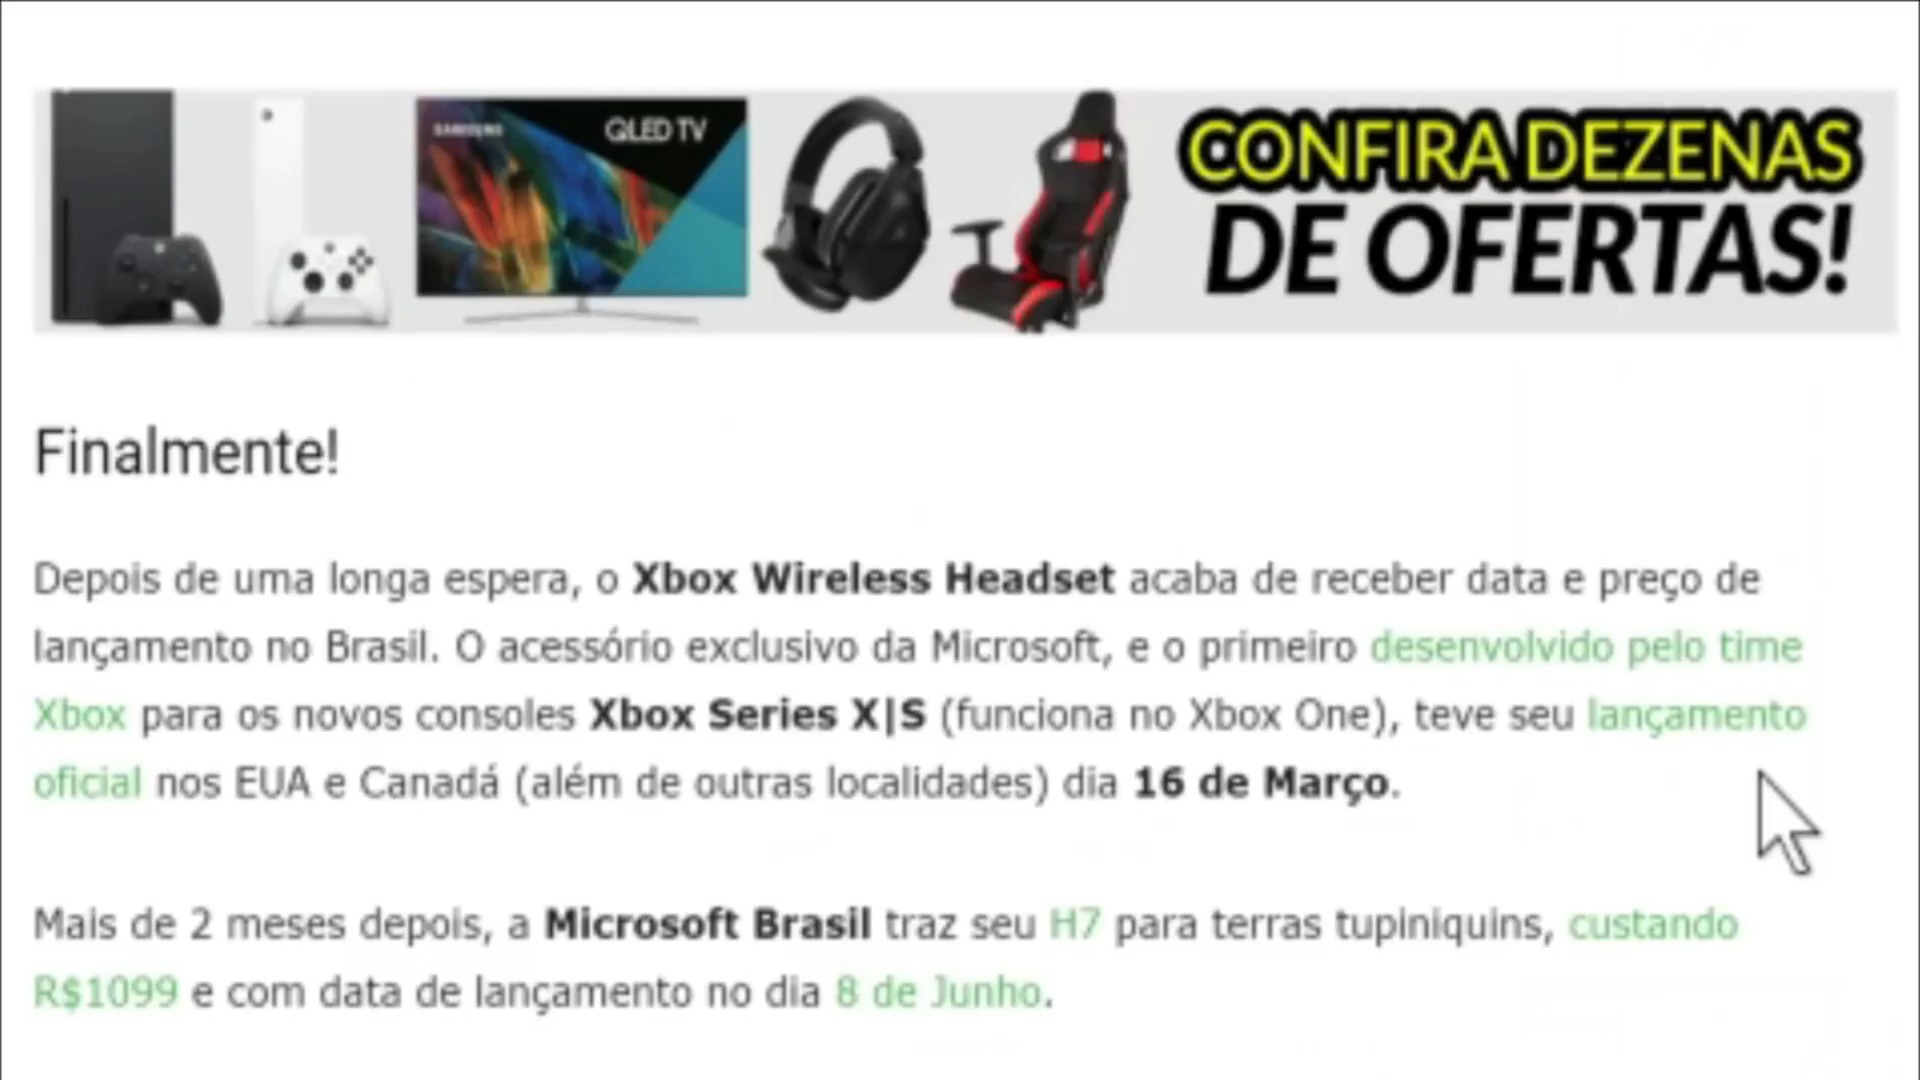 SAMSUNG
QLED TV
CONFIRA DEZENAS
DE OFERTAS!
Finalmente!
Depois de uma longa espera, o Xbox Wireless Headset acaba de receber data e preço de
lançamento no Brasil. O acessório exclusivo da Microsoft, e o primeiro desenvolvido pelo time
Xbox para os novos consoles Xbox Series X|S (funciona no Xbox One), teve seu lançamento
oficial nos EUA e Canadá (além de outras localidades) dia 16 de Março.
Mais de 2 meses depois, a Microsoft Brasil traz seu H7 para terras tupiniquins, custando
R$1099 e com data de lançamento no dia 8 de Junho.